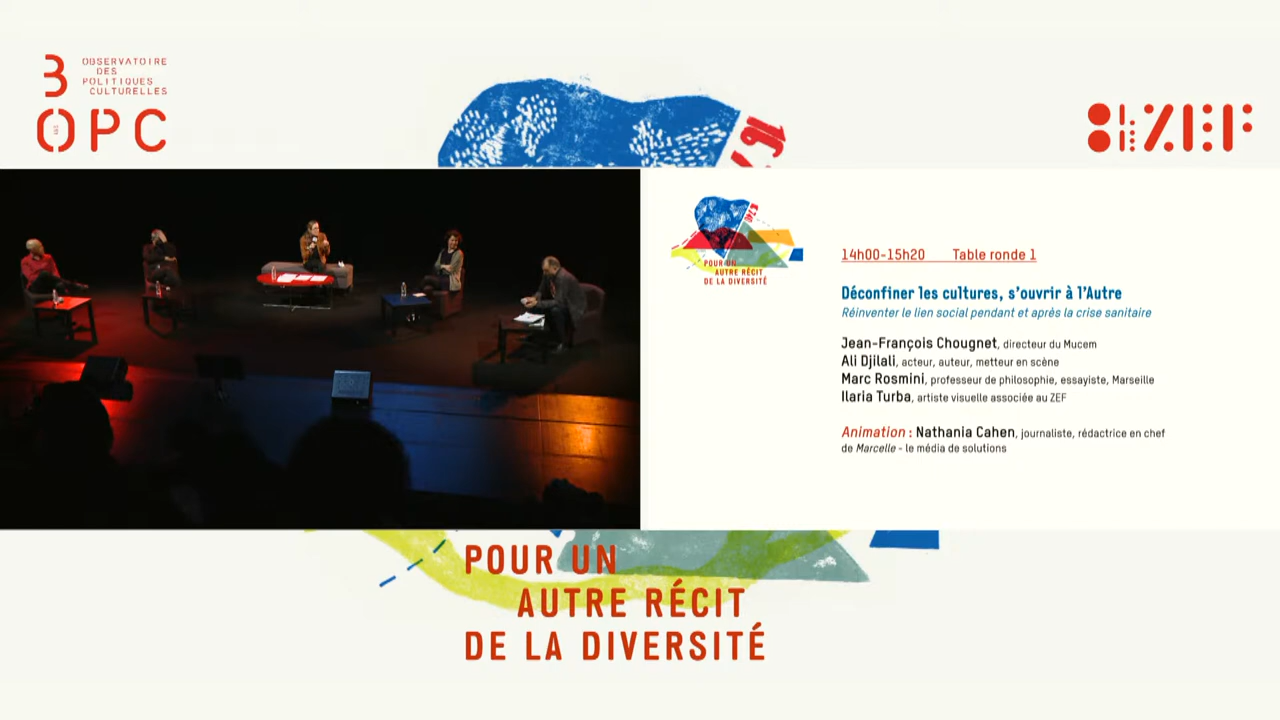 OBSERVATOIRE
DES
POLITIQUES
CULTURELLES
OPC
ZEF
14h00-15h20 Table ronde 1
Déconfiner les cultures, s'ouvrir à l'Autre
Réinventer le lien social pendant et après la crise sanitaire
Jean-François Chougnet, directeur du Mucem
Ali Djilali, acteur, auteur, metteur en scène
Marc Rosmini, professeur de philosophie, essayiste, Marseille
Ilaria Turba, artiste visuelle associée au ZEF
Animation : Nathania Cahen, journaliste, rédactrice en chef
de Marcelle - le média de solutions
POUR UN
AUTRE RÉCIT
DE LA DIVERSITÉ
POUR UN
AUTRE RÉCIT
DE LA DIVERSITÉ